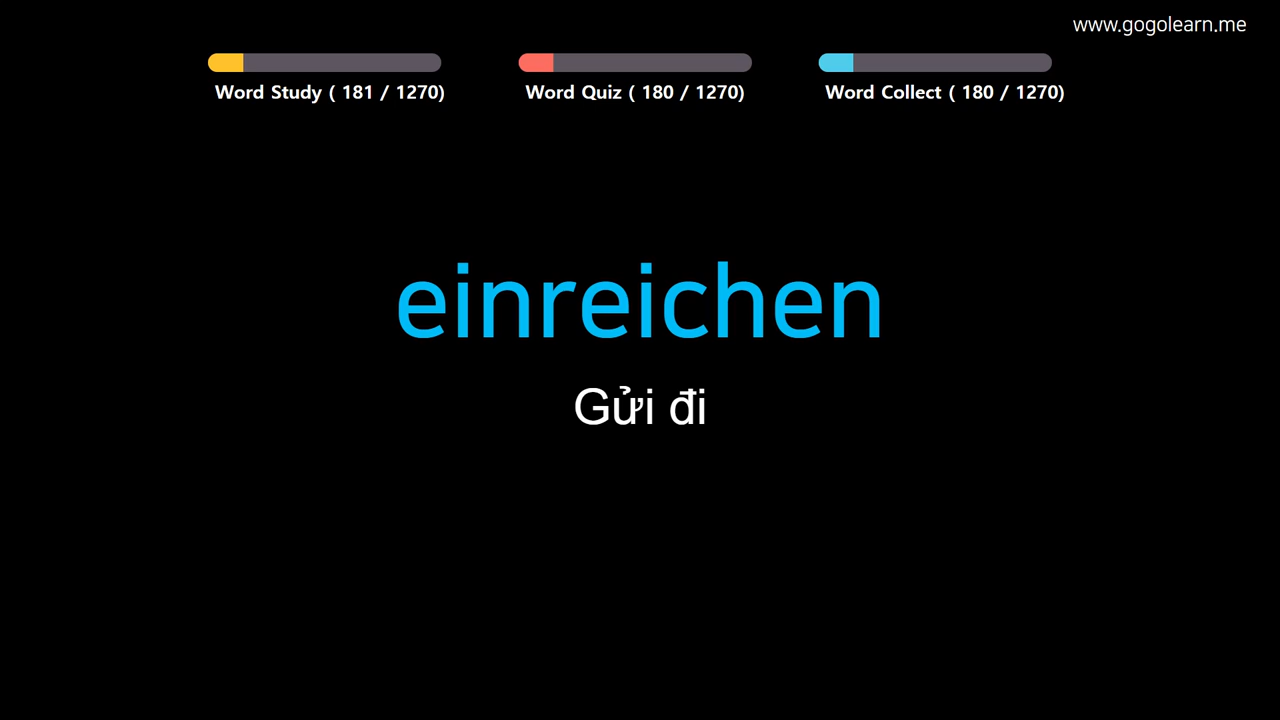 www.gogolearn.me
Word Study ( 181 / 1270)
Word Quiz ( 180 / 1270)
Word Collect ( 180 / 1270)
einreichen
Gửi đi